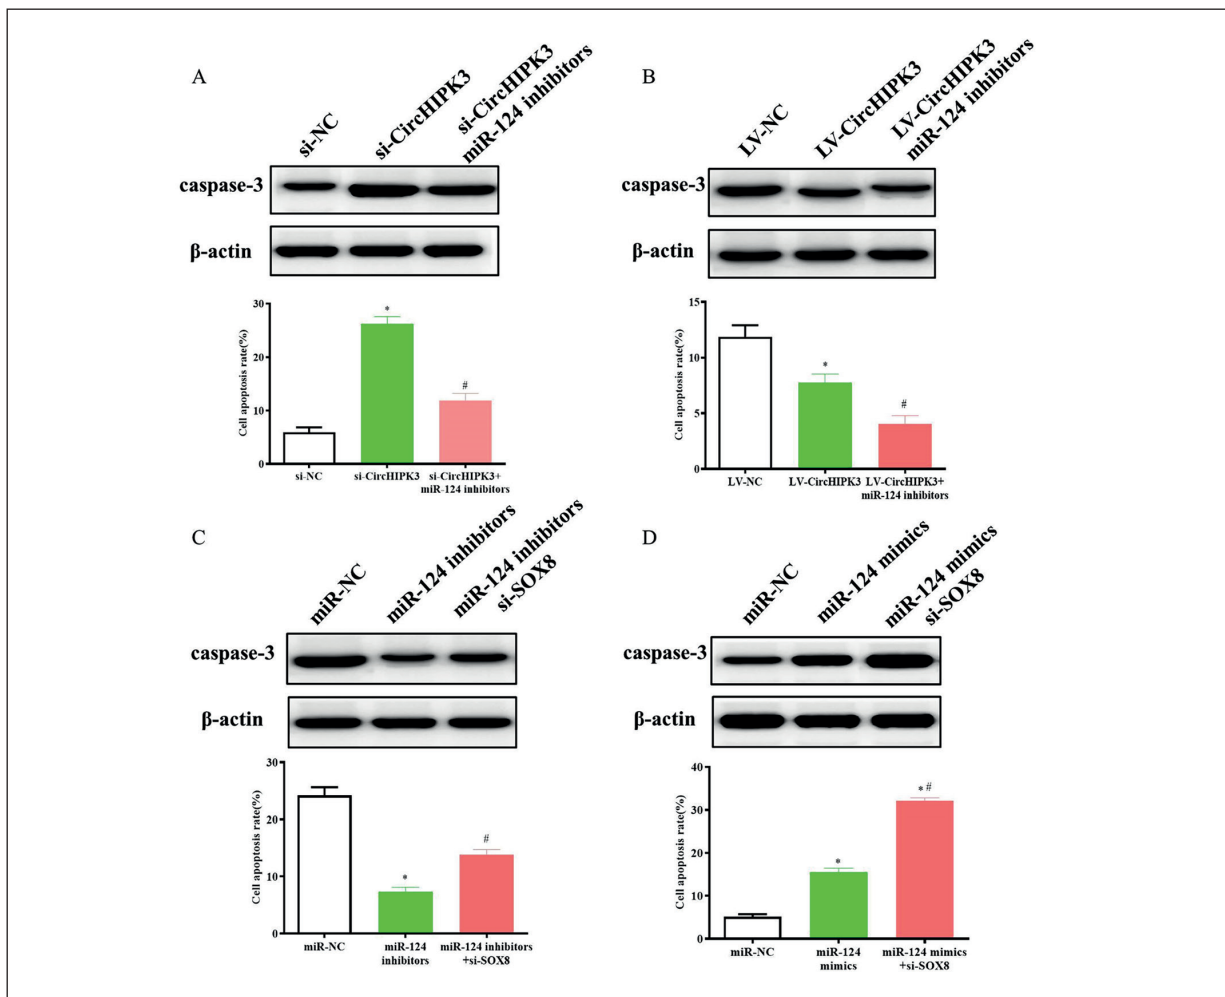 A
si-NC
si-CircHIPK3
si-CircHIPK3
miR-124 inhibitors
caspase-3
β-actin
Cell apoptosis rate(%)
30
20
10
0
*
#
si-NC
si-CircHIPK3
si-CircHIPK3+
miR-124 inhibitors
B
LV-NC
LV-CircHIPK3
LV-CircHIPK3
miR-124 inhibitors
caspase-3
β-actin
Cell apoptosis rate(%)
15
10
5
0
*
#
LV-NC
LV-CircHIPK3
LV-CircHIPK3+
miR-124 inhibitors
C
miR-NC
miR-124 inhibitors
miR-124 inhibitors
si-SOX8
caspase-3
β-actin
Cell apoptosis rate(%)
30
20
10
0
*
#
miR-NC
miR-124
inhibitors
miR-124 inhibitors
+si-SOX8
D
miR-NC
miR-124 mimics
miR-124 mimics
si-SOX8
caspase-3
β-actin
Cell apoptosis rate(%)
40
30
20
10
0
*
*#
miR-NC
miR-124
mimics
miR-124 mimics
+si-SOX8